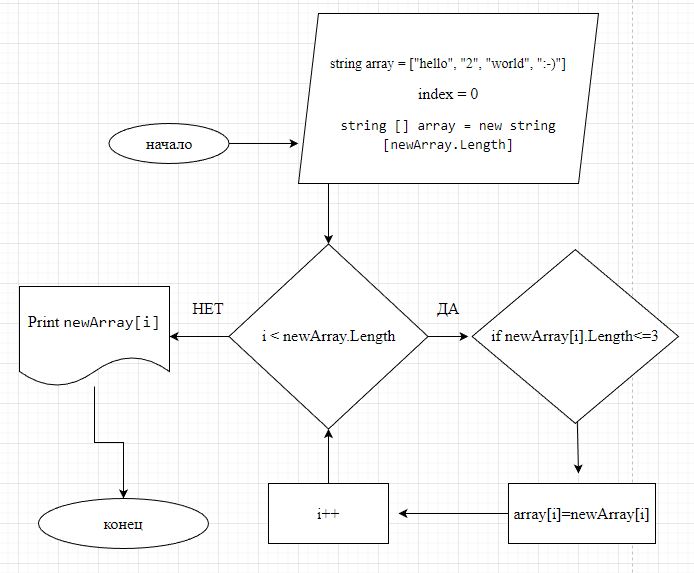 string array = ["hello", "2", "world", ":-)"]
index = 0
string [] array = new string
[newArray.Length]
начало
НЕТ
ДА
Print newArray[i]
i < newArray.Length
if newArray[i].Length<=3
i++
array[i]=newArray[i]
конец